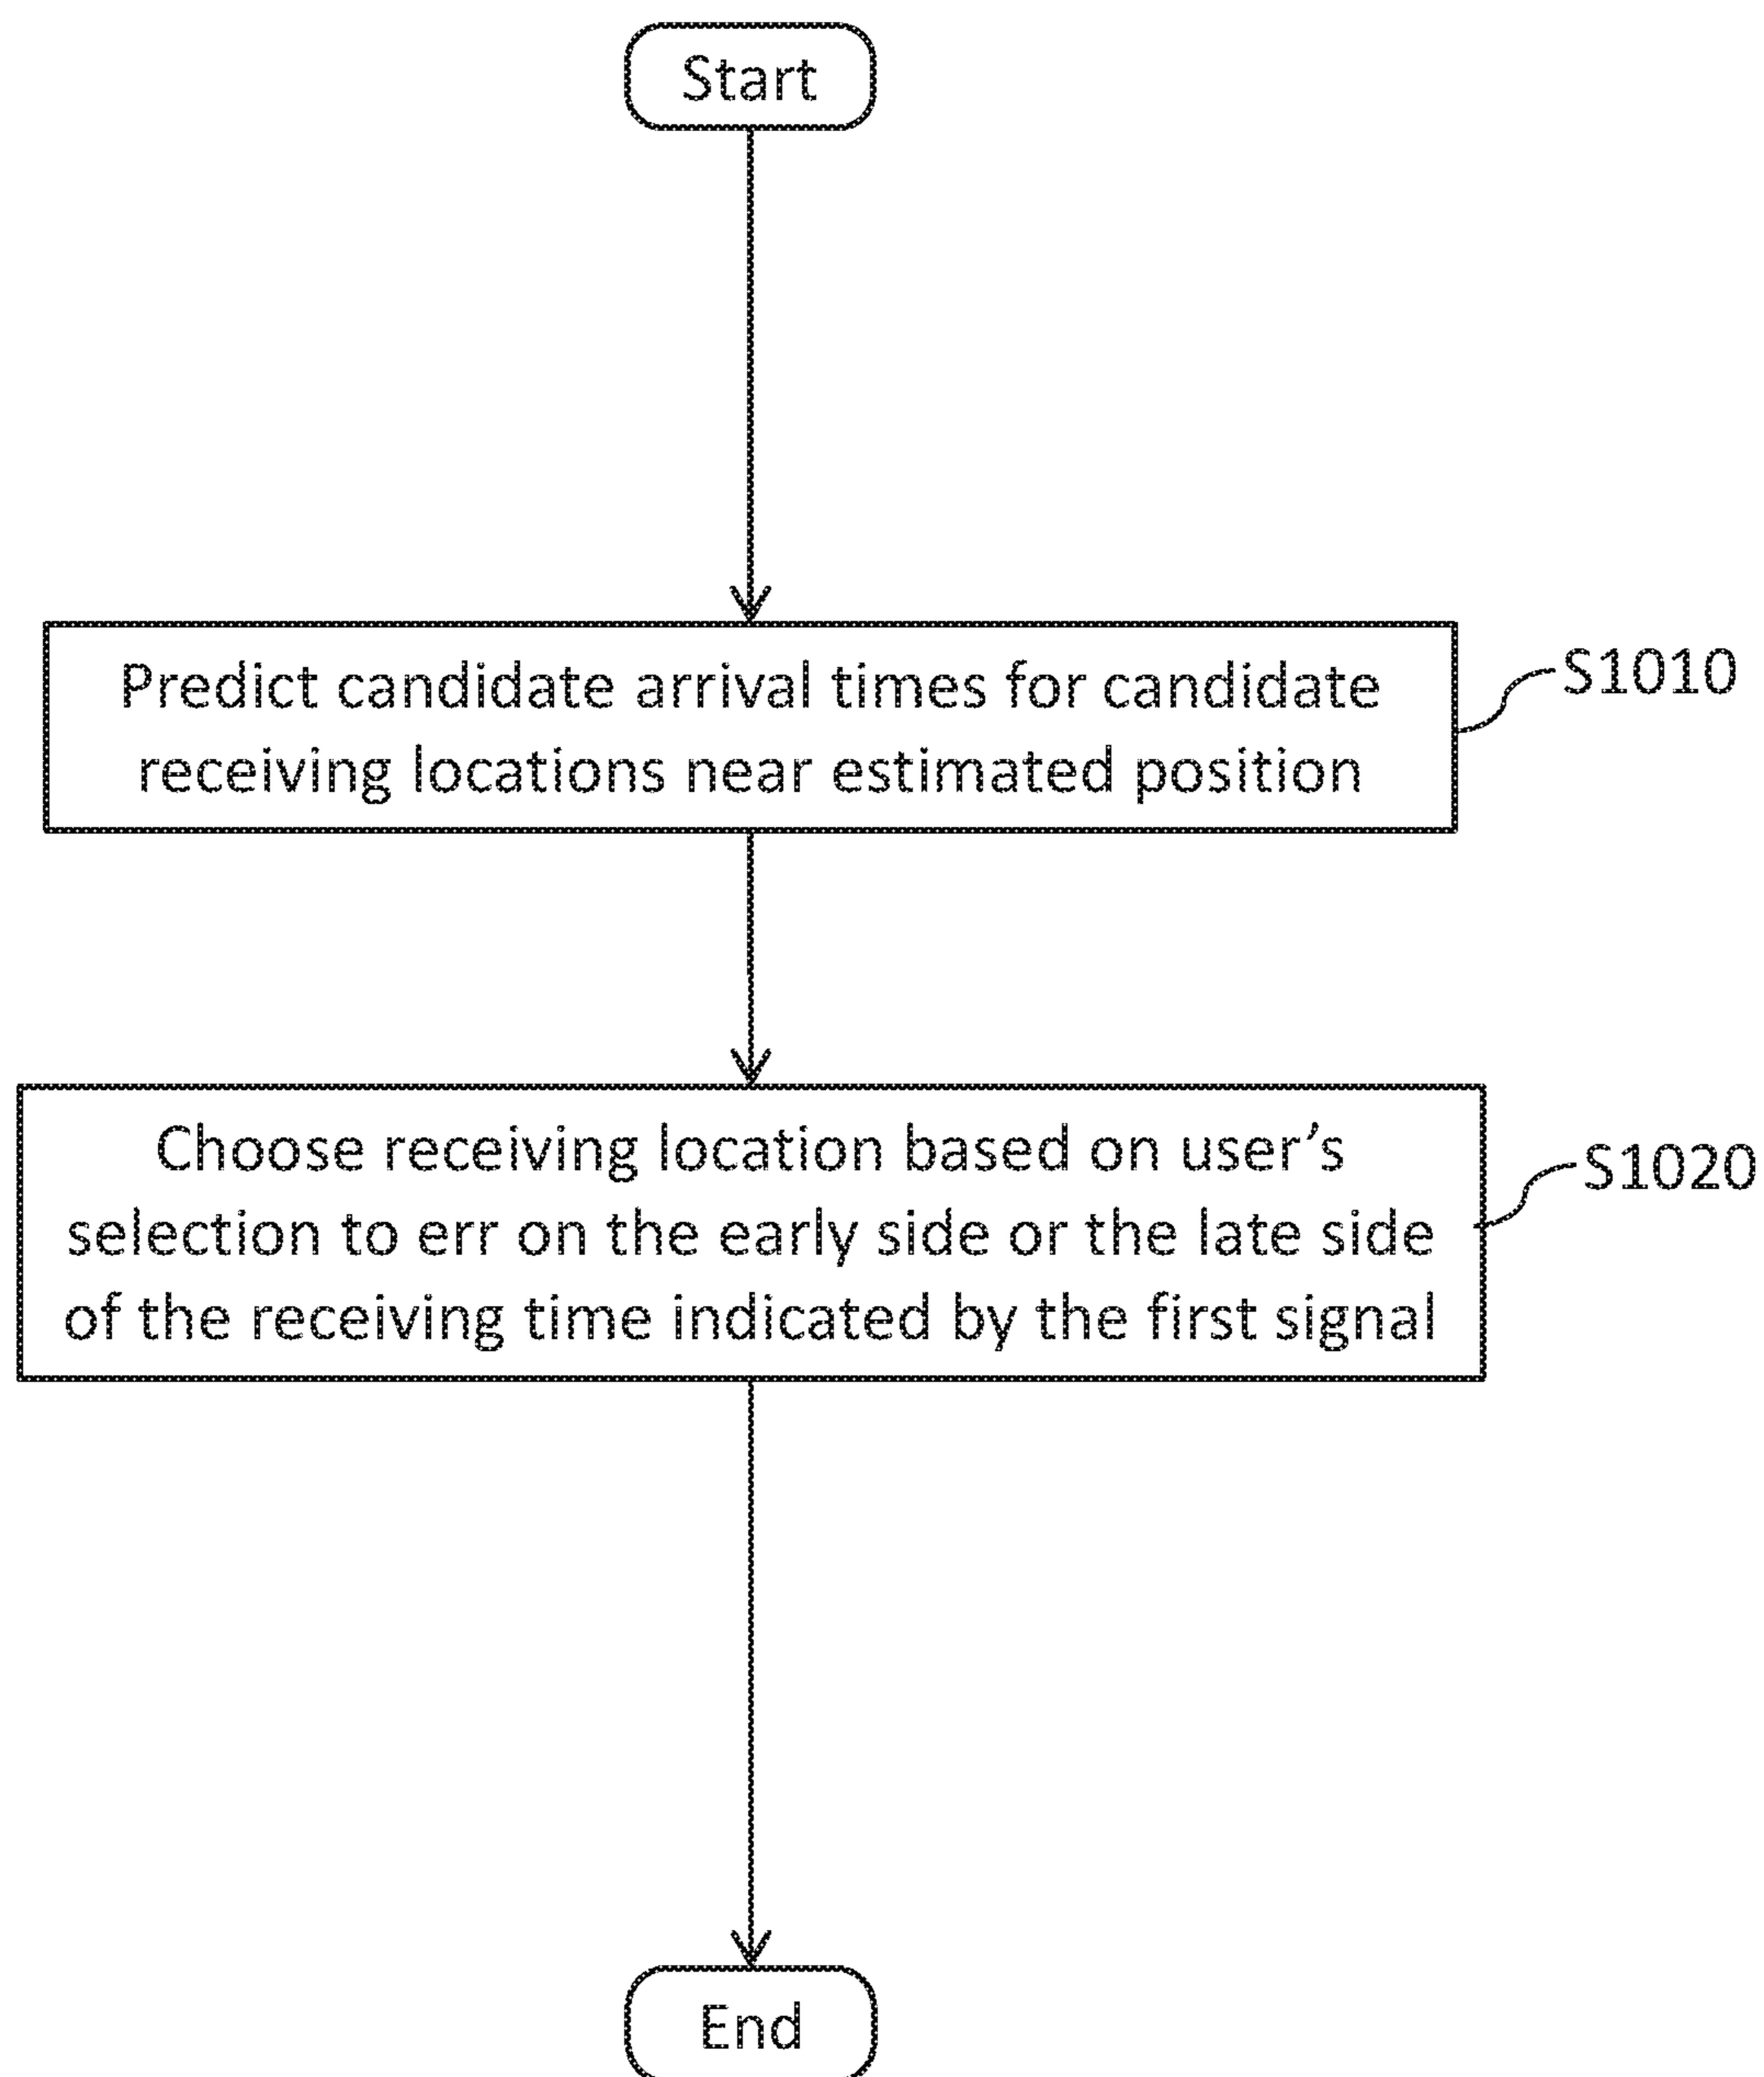 Start
Predict candidate arrival times for candidate
receiving locations near estimated position
S1010
Choose receiving location based on user’s
selection to err on the early side or the late side
of the receiving time indicated by the first signal
S1020
End